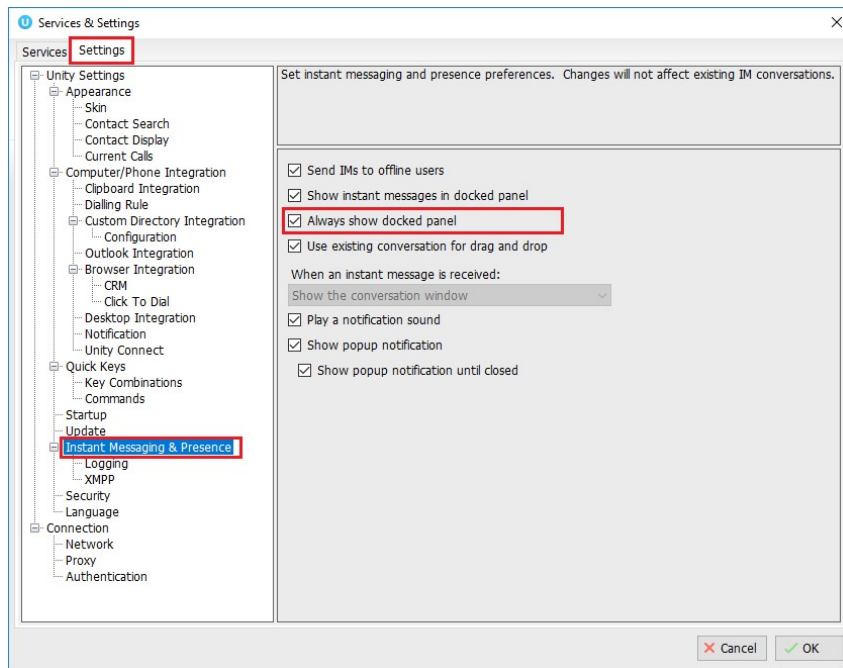 Services & Settings
Services
Settings
Unity Settings
Appearance
Skin
Contact Search
Contact Display
Current Calls
Computer/Phone Integration
Clipboard Integration
Dialling Rule
Custom Directory Integration
Configuration
Outlook Integration
Browser Integration
CRM
Click To Dial
Desktop Integration
Notification
Unity Connect
Quick Keys
Key Combinations
Commands
Startup
Update
Instant Messaging & Presence
Logging
XMPP
Security
Language
Connection
Network
Proxy
Authentication
Set instant messaging and presence preferences.  Changes will not affect existing IM conversations.
Send IMs to offline users
Show instant messages in docked panel
Always show docked panel
Use existing conversation for drag and drop
When an instant message is received:
Show the conversation window
Play a notification sound
Show popup notification
Show popup notification until closed
Cancel
OK